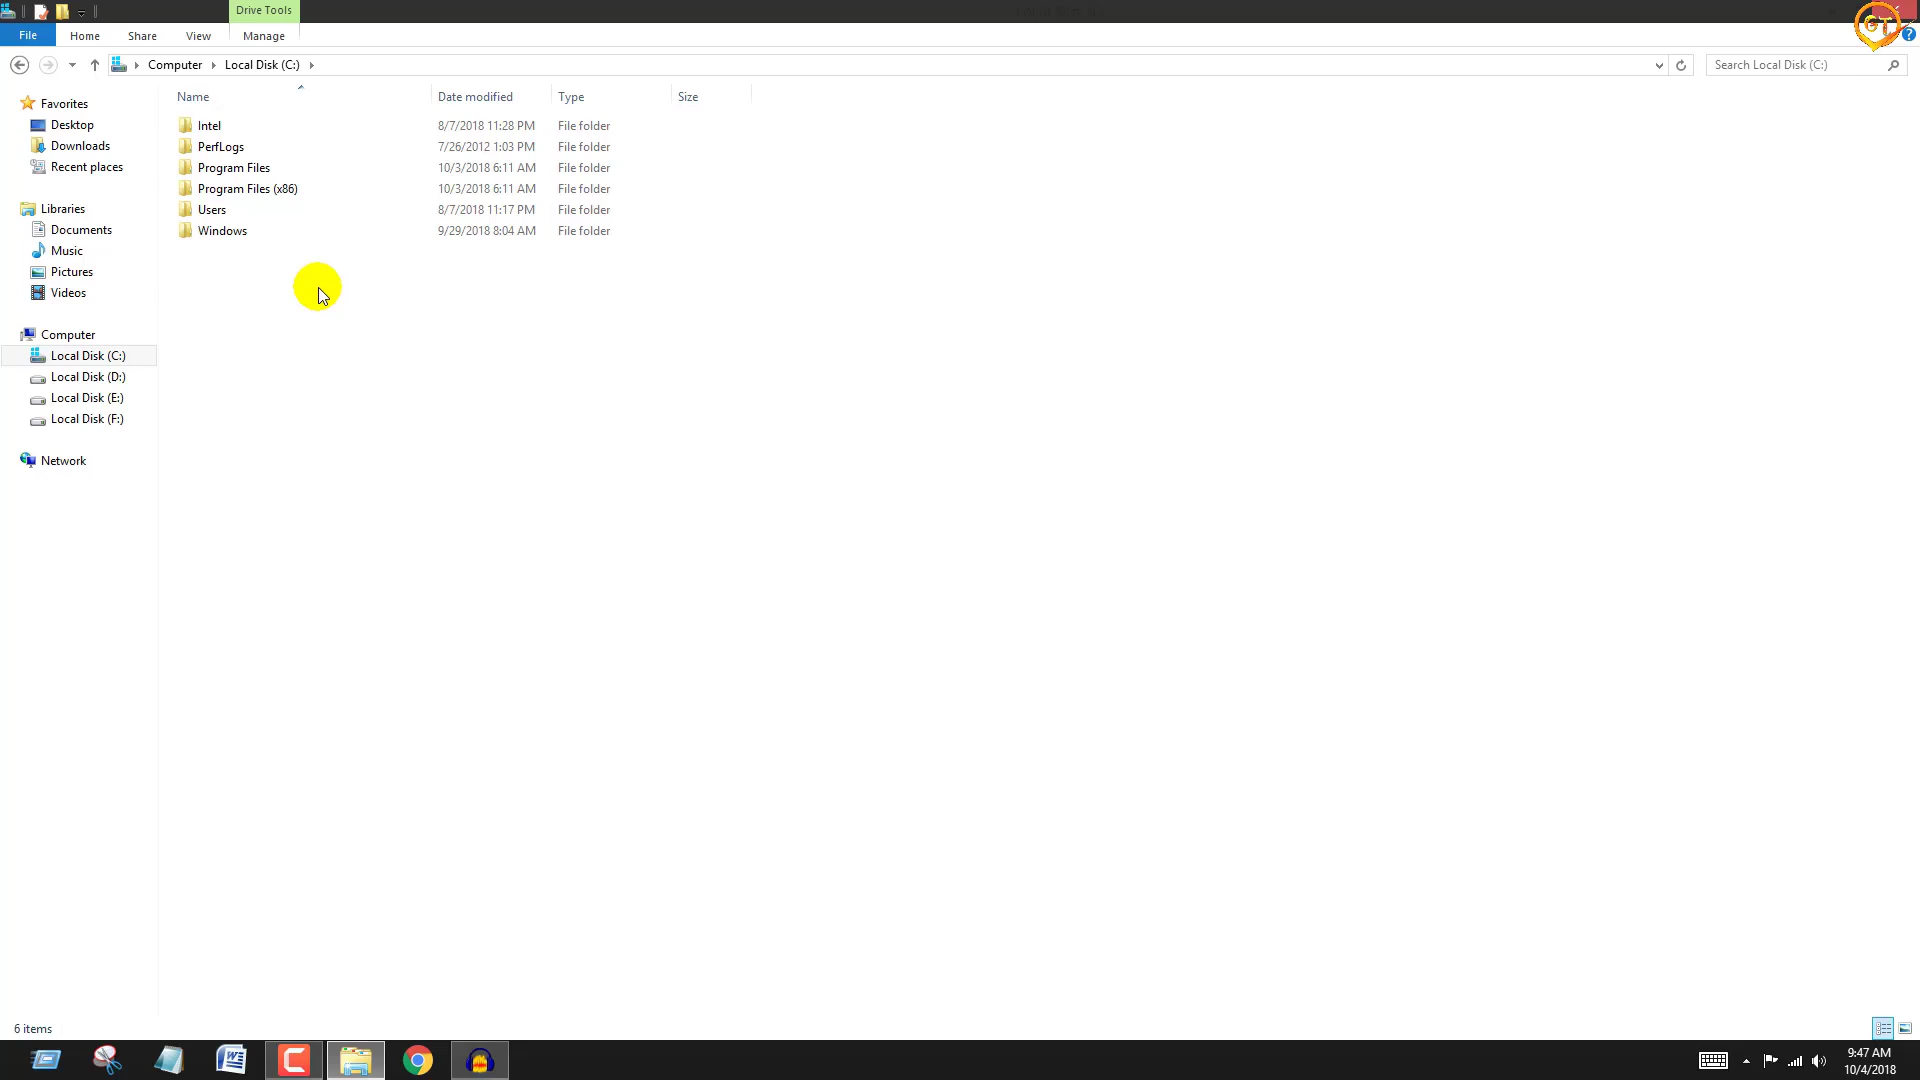 Drive Tools
File Home Share View Manage
Computer Local Disk (C:) Search Local Disk (C:)
Name Date modified Type Size
Favorites
Desktop
Downloads
Recent places
Libraries
Documents
Music
Pictures
Videos
Computer
Local Disk (C:)
Local Disk (D:)
Local Disk (E:)
Local Disk (F:)
Network
Intel 8/7/2018 11:28 PM File folder
PerfLogs 7/26/2012 1:03 PM File folder
Program Files 10/3/2018 6:11 AM File folder
Program Files (x86) 10/3/2018 6:11 AM File folder
Users 8/7/2018 11:17 PM File folder
Windows 9/29/2018 8:04 AM File folder
6 items
9:47 AM
10/4/2018
GT